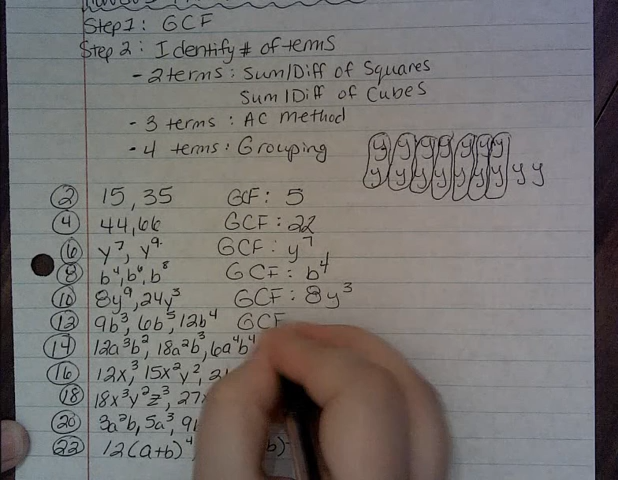 Step 1: GCF
Step 2: Identify # of terms
- 2 terms: Sum/Diff of Squares
Sum/Diff of Cubes
- 3 terms: AC Method
- 4 terms: Grouping
y y y y y y y
y y y y y y y y y
2 15, 35 GCF: 5
4 44, 66 GCF: 22
6 y⁷, y⁹ GCF: y⁷
8 b⁴, b⁶, b⁸ GCF: b⁴
10 8y⁹, 24y³ GCF: 8y³
12 9b³, 6b⁵, 12b⁴ GCF
14 12a³b², 18a²b³, 6a⁴b⁴
16 12x³, 15x²y²,
18 18x³y²z³, 27x
20 3a²b, 5a³,
22 12(a+b)⁴ b)